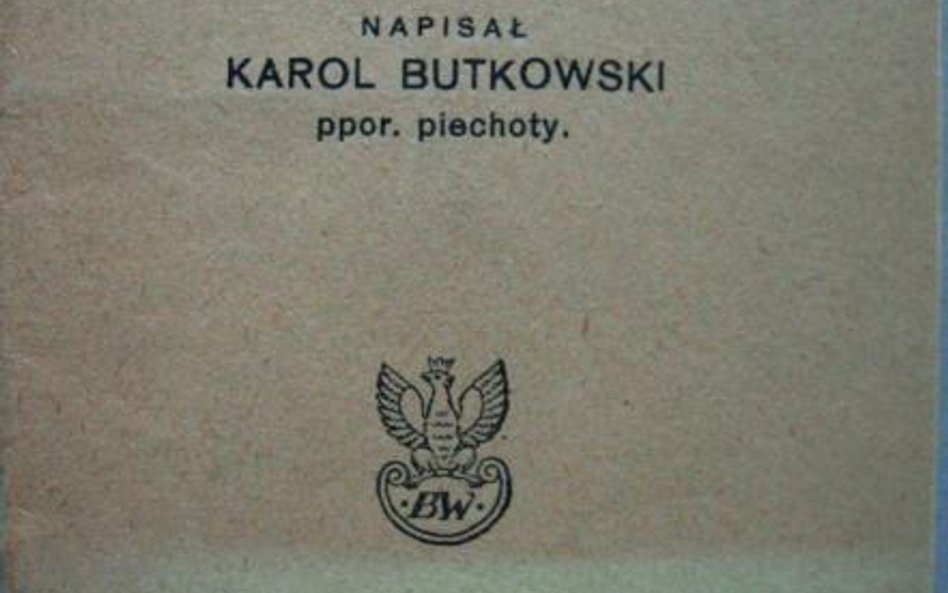 NAPISAŁ
KAROL BUTKOWSKI
ppor. piechoty.
·BW·